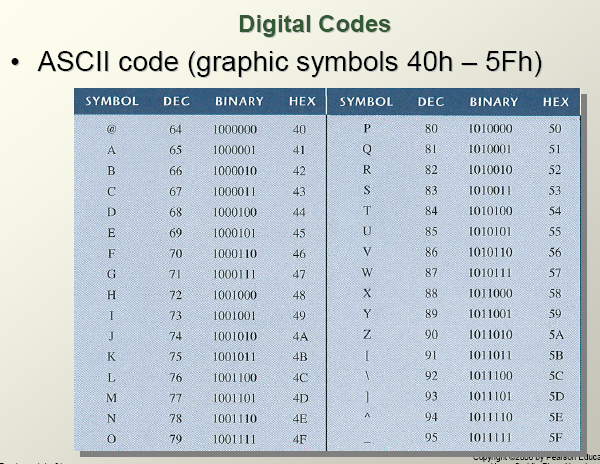 Digital Codes
• ASCII code (graphic symbols 40h – 5Fh)
SYMBOL DEC BINARY HEX SYMBOL DEC BINARY HEX
@ 64 1000000 40 P 80 1010000 50
A 65 1000001 41 Q 81 1010001 51
B 66 1000010 42 R 82 1010010 52
C 67 1000011 43 S 83 1010011 53
D 68 1000100 44 T 84 1010100 54
E 69 1000101 45 U 85 1010101 55
F 70 1000110 46 V 86 1010110 56
G 71 1000111 47 W 87 1010111 57
H 72 1001000 48 X 88 1011000 58
I 73 1001001 49 Y 89 1011001 59
J 74 1001010 4A Z 90 1011010 5A
K 75 1001011 4B [ 91 1011011 5B
L 76 1001100 4C \ 92 1011100 5C
M 77 1001101 4D ] 93 1011101 5D
N 78 1001110 4E ^ 94 1011110 5E
O 79 1001111 4F _ 95 1011111 5F
Copyright ©2006 by Pearson Educa